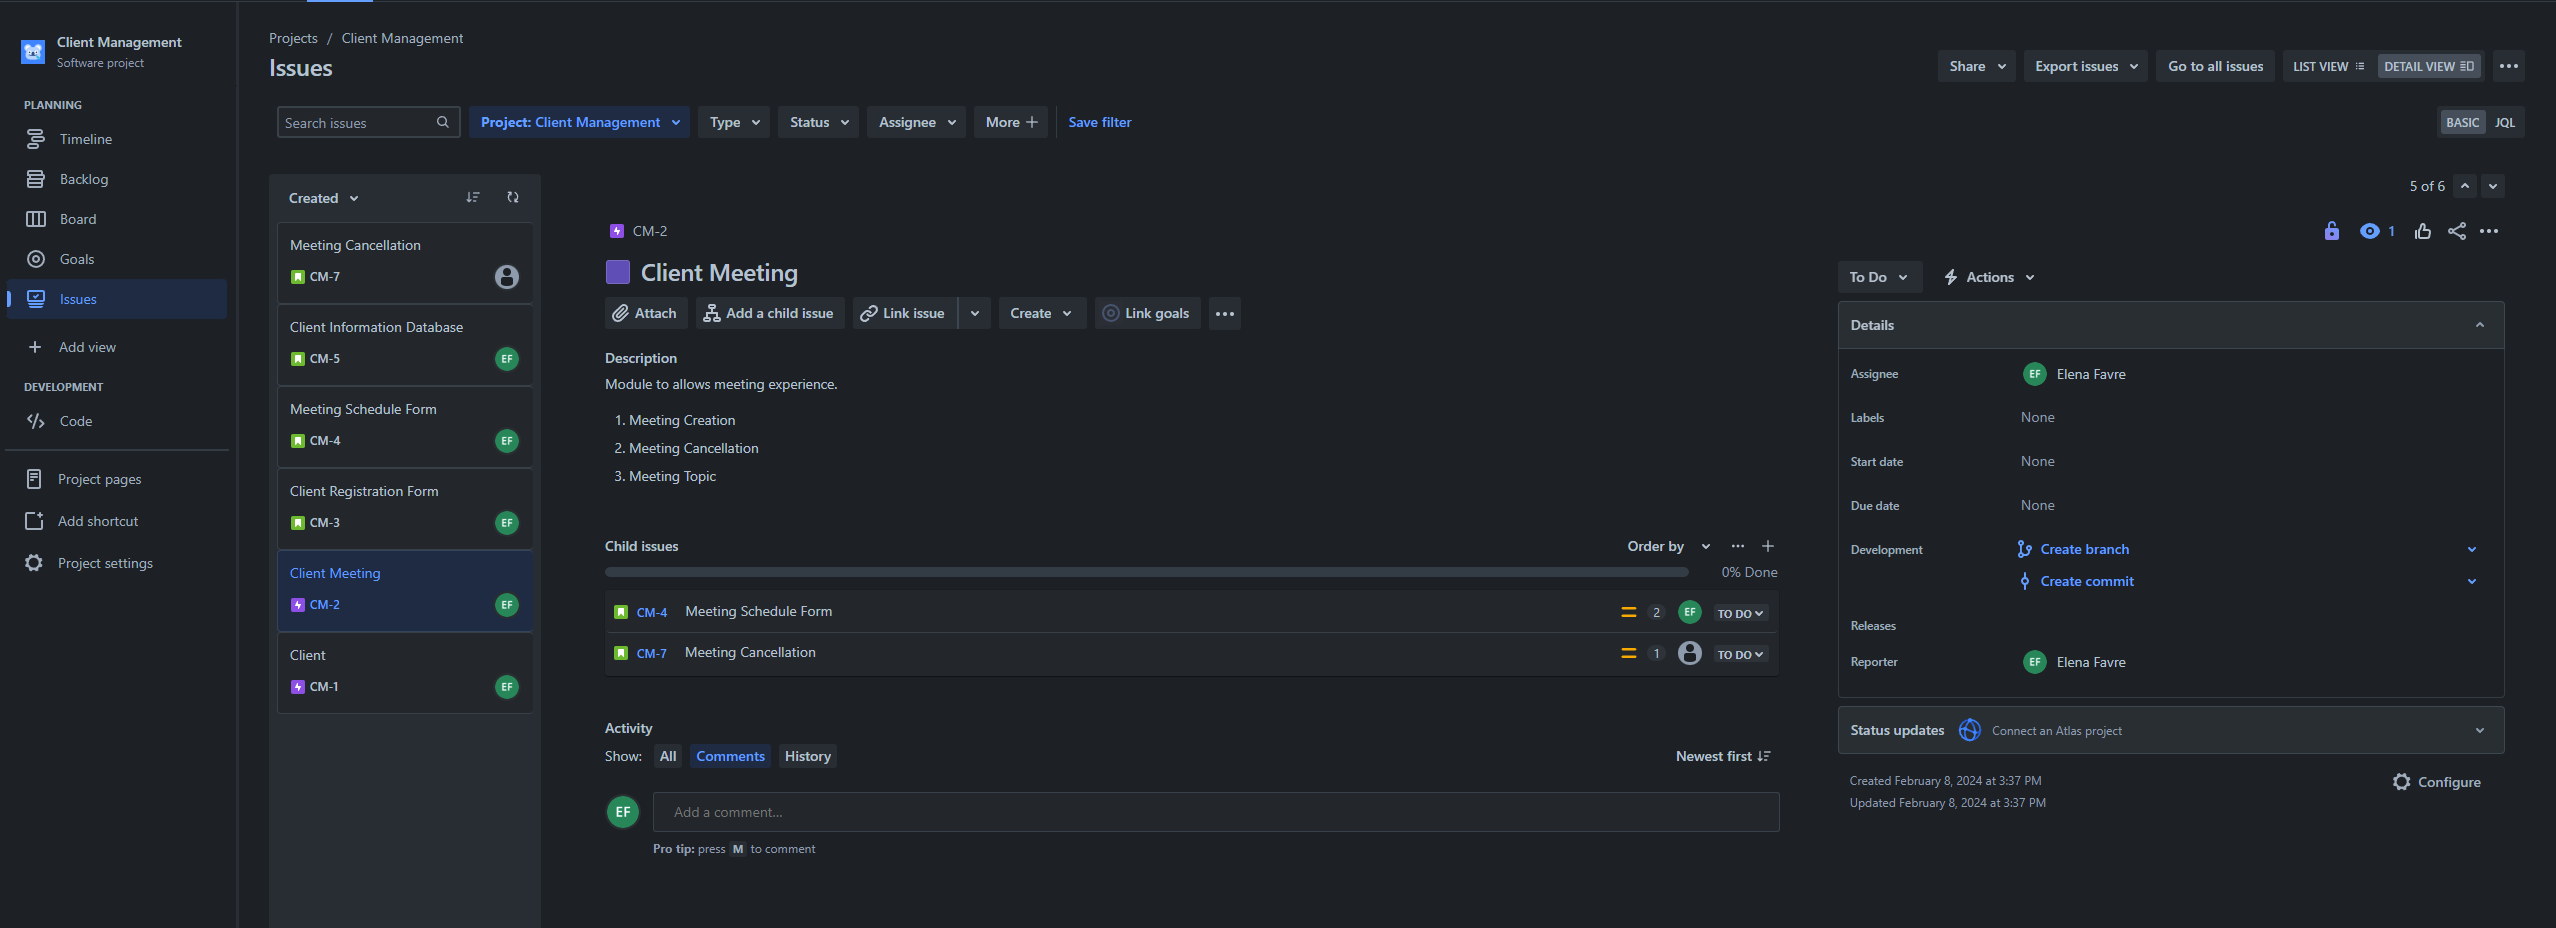 Client Management
Software project
PLANNING
Timeline
Backlog
Board
Goals
Issues
Add view
DEVELOPMENT
Code
Project pages
Add shortcut
Project settings
Projects / Client Management
Issues
Share
Export issues
Go to all issues
LIST VIEW
DETAIL VIEW
Search issues
Project: Client Management
Type
Status
Assignee
More
Save filter
BASIC
JQL
Created
Meeting Cancellation
CM-7
Client Information Database
CM-5
EF
Meeting Schedule Form
CM-4
EF
Client Registration Form
CM-3
EF
Client Meeting
CM-2
EF
Client
CM-1
EF
5 of 6
CM-2
1
Client Meeting
Attach
Add a child issue
Link issue
Create
Link goals
Description
Module to allows meeting experience.
1. Meeting Creation
2. Meeting Cancellation
3. Meeting Topic
Child issues
Order by
0% Done
CM-4 Meeting Schedule Form 2 EF TO DO
CM-7 Meeting Cancellation 1 TO DO
Activity
Show: All Comments History
Newest first
EF
Add a comment...
Pro tip: press M to comment
To Do
Actions
Details
Assignee EF Elena Favre
Labels None
Start date None
Due date None
Development Create branch
Create commit
Releases
Reporter EF Elena Favre
Status updates Connect an Atlas project
Created February 8, 2024 at 3:37 PM
Updated February 8, 2024 at 3:37 PM
Configure